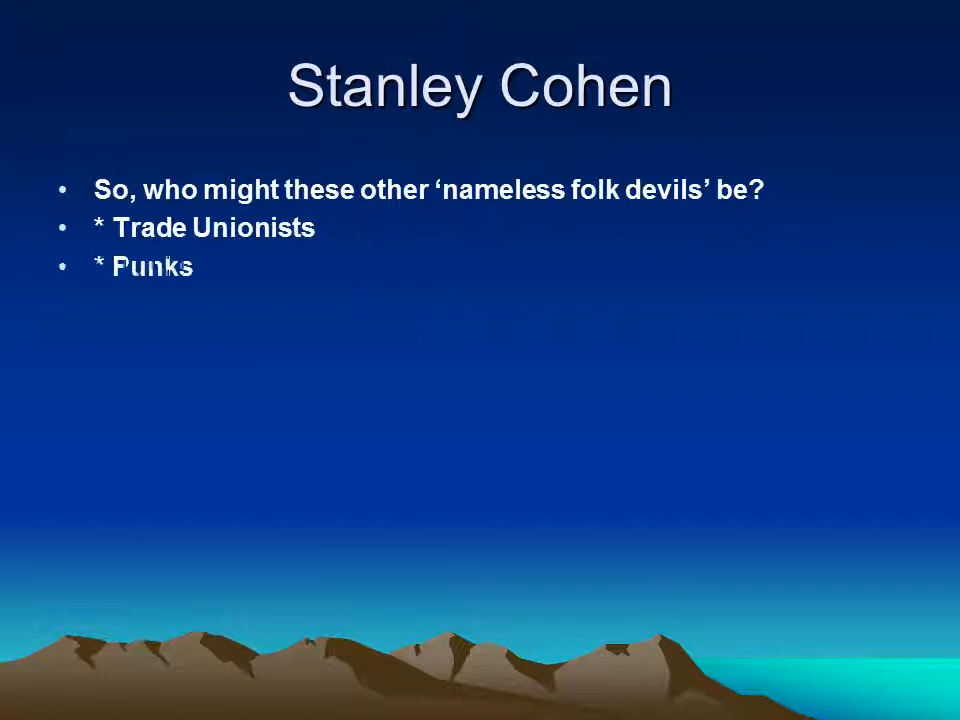 Stanley Cohen
• So, who might these other ‘nameless folk devils’ be?
• * Trade Unionists
• * Punks